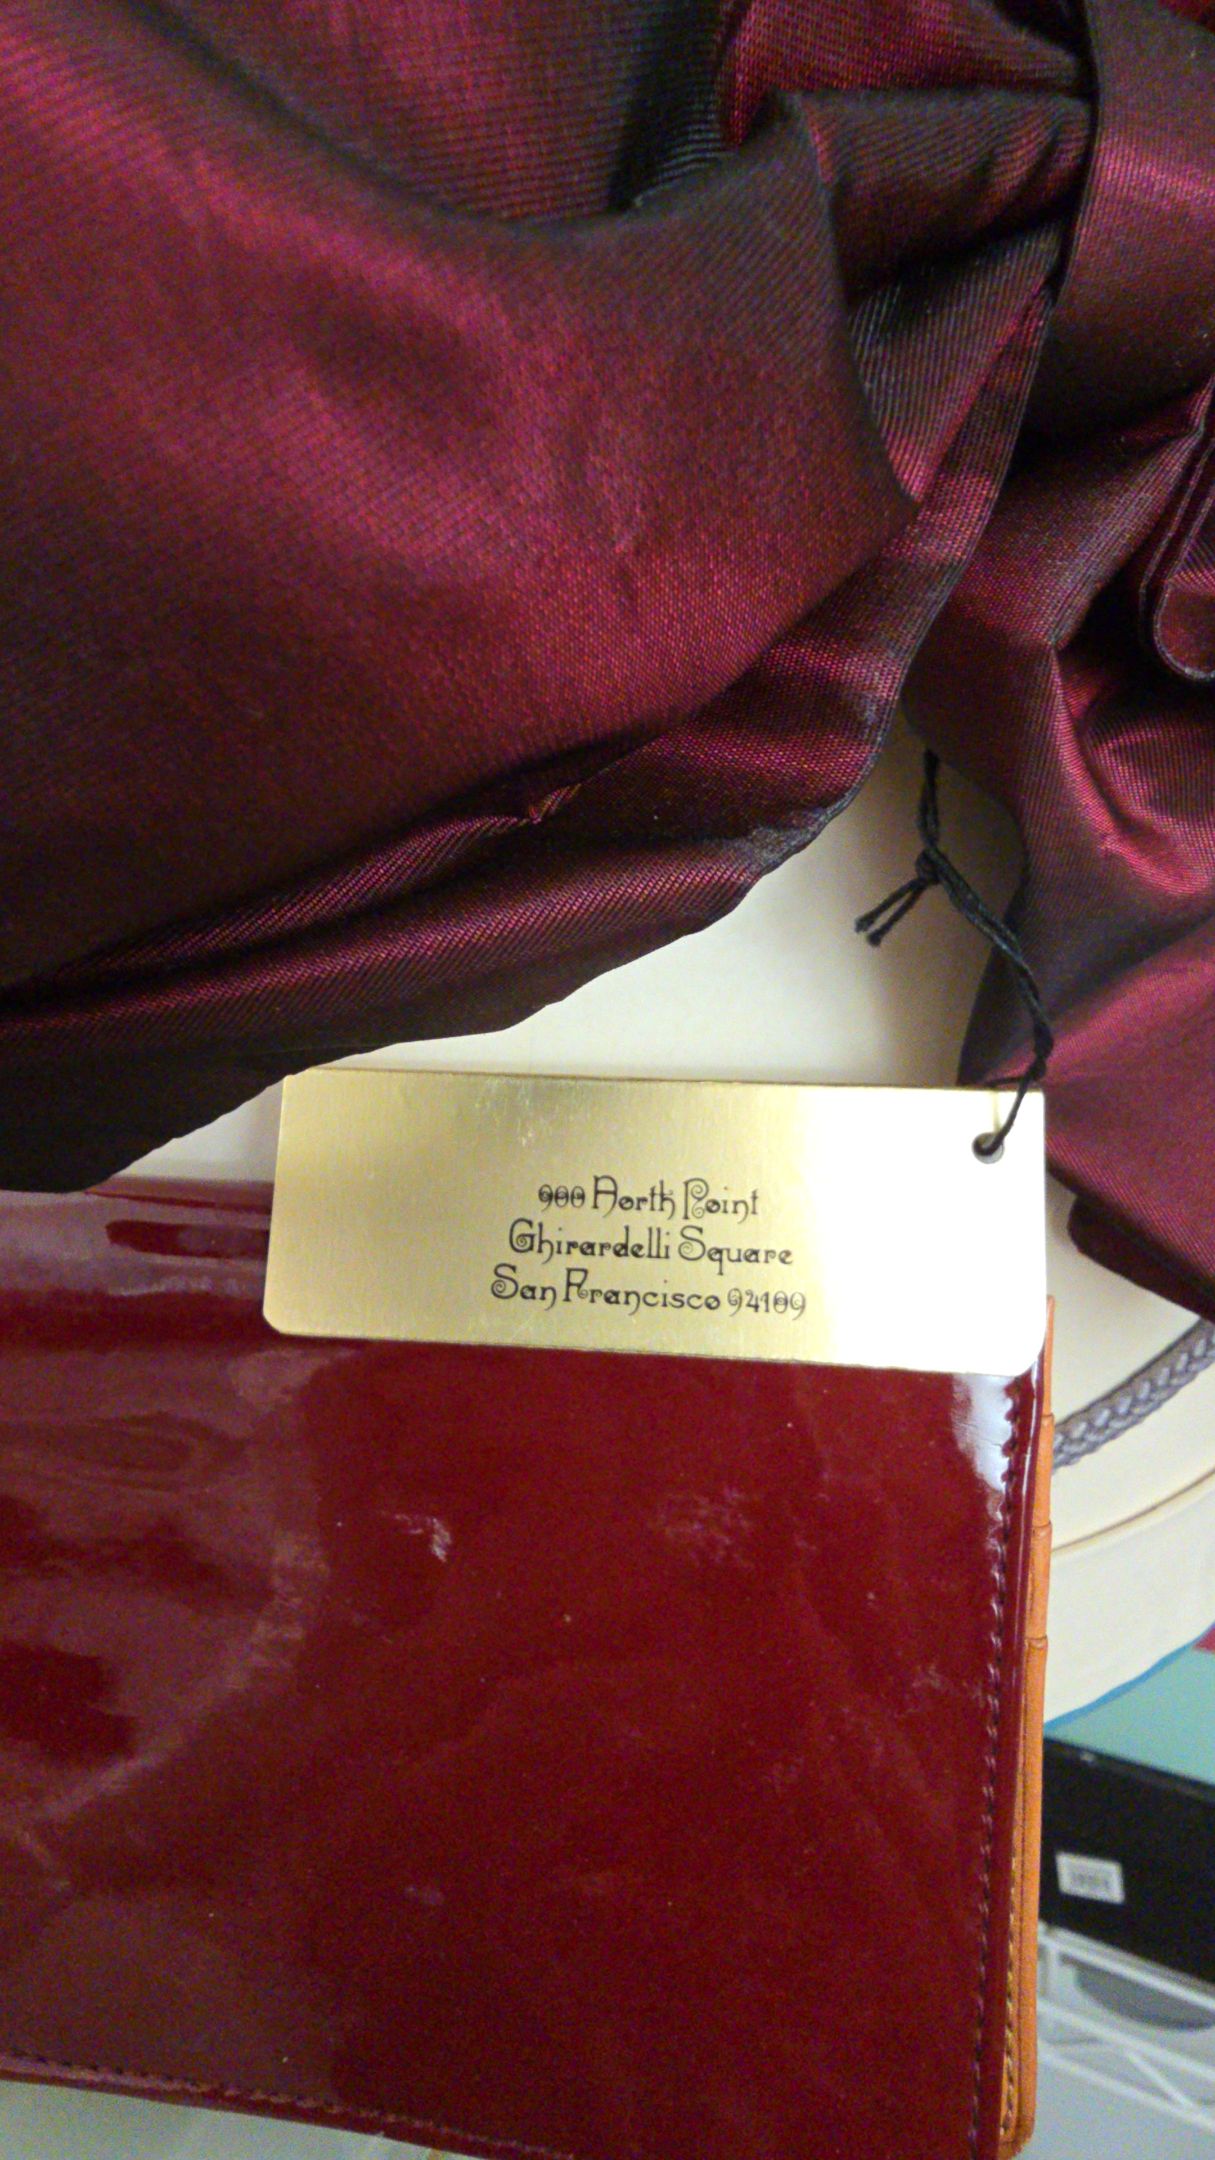 900 North Point
Ghirardelli Square
San Francisco 94109